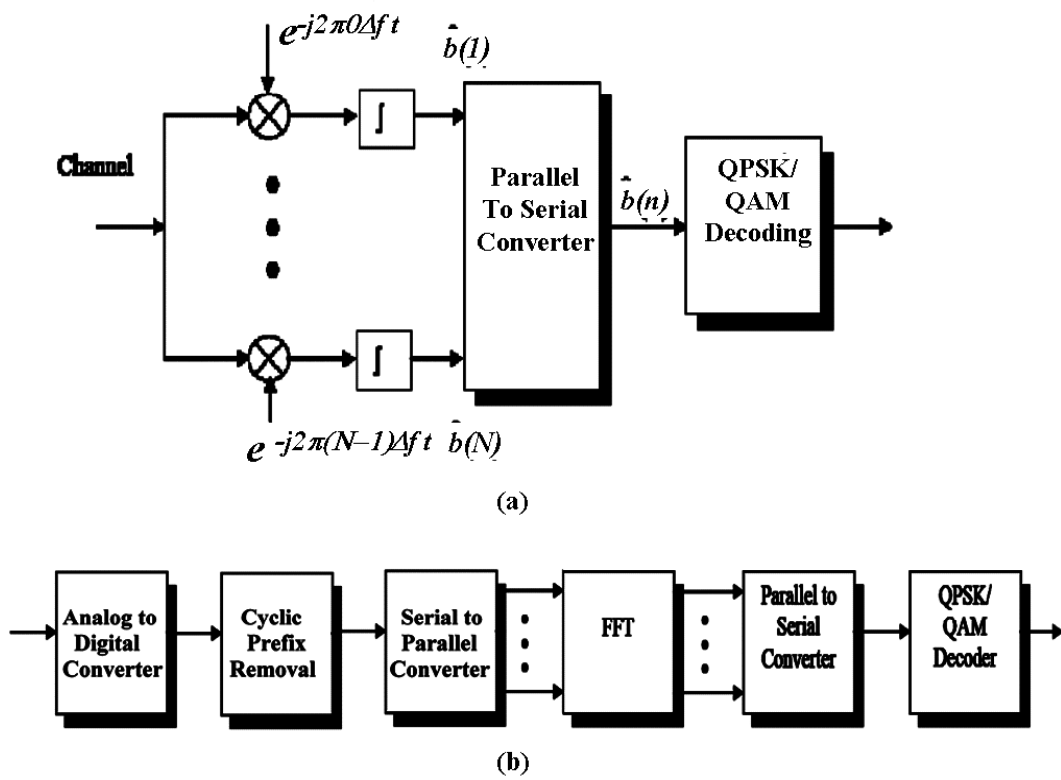 e^{-j2π0Δf t}
b̂(1)
Channel
∫
Parallel
To Serial
Converter
b̂(n)
QPSK/
QAM
Decoding
∫
e^{-j2π(N-1)Δf t}
b̂(N)
(a)
Analog to
Digital
Converter
Cyclic
Prefix
Removal
Serial to
Parallel
Converter
FFT
Parallel to
Serial
Converter
QPSK/
QAM
Decoder
(b)